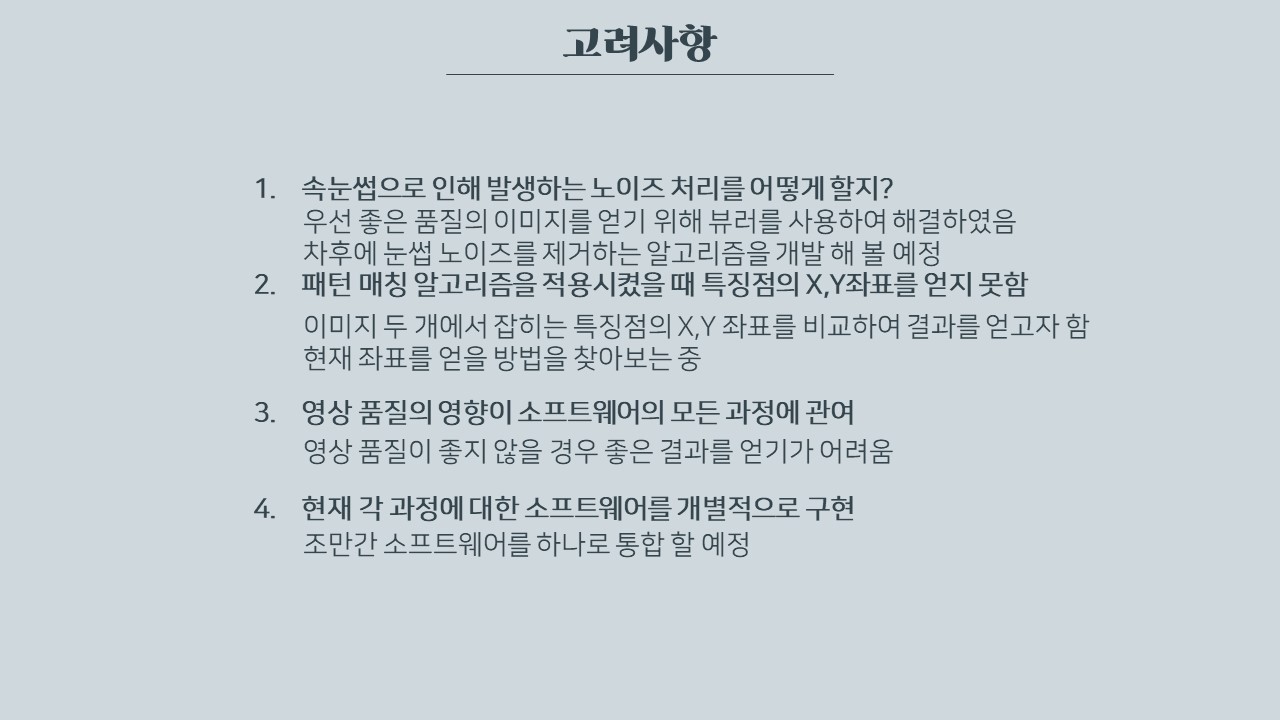 고려사항
1. 속눈썹으로 인해 발생하는 노이즈 처리를 어떻게 할지?
우선 좋은 품질의 이미지를 얻기 위해 뷰러를 사용하여 해결하였음
차후에 눈썹 노이즈를 제거하는 알고리즘을 개발 해 볼 예정
2. 패턴 매칭 알고리즘을 적용시켰을 때 특징점의 X,Y좌표를 얻지 못함
이미지 두 개에서 잡히는 특징점의 X,Y 좌표를 비교하여 결과를 얻고자 함
현재 좌표를 얻을 방법을 찾아보는 중
3. 영상 품질의 영향이 소프트웨어의 모든 과정에 관여
영상 품질이 좋지 않을 경우 좋은 결과를 얻기가 어려움
4. 현재 각 과정에 대한 소프트웨어를 개별적으로 구현
조만간 소프트웨어를 하나로 통합 할 예정